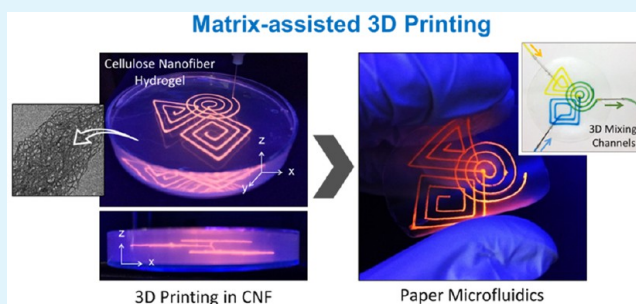 Matrix-assisted 3D Printing
Cellulose Nanofiber
Hydrogel
z
x
y
z
x
3D Printing in CNF
3D Mixing
Channels
Paper Microfluidics